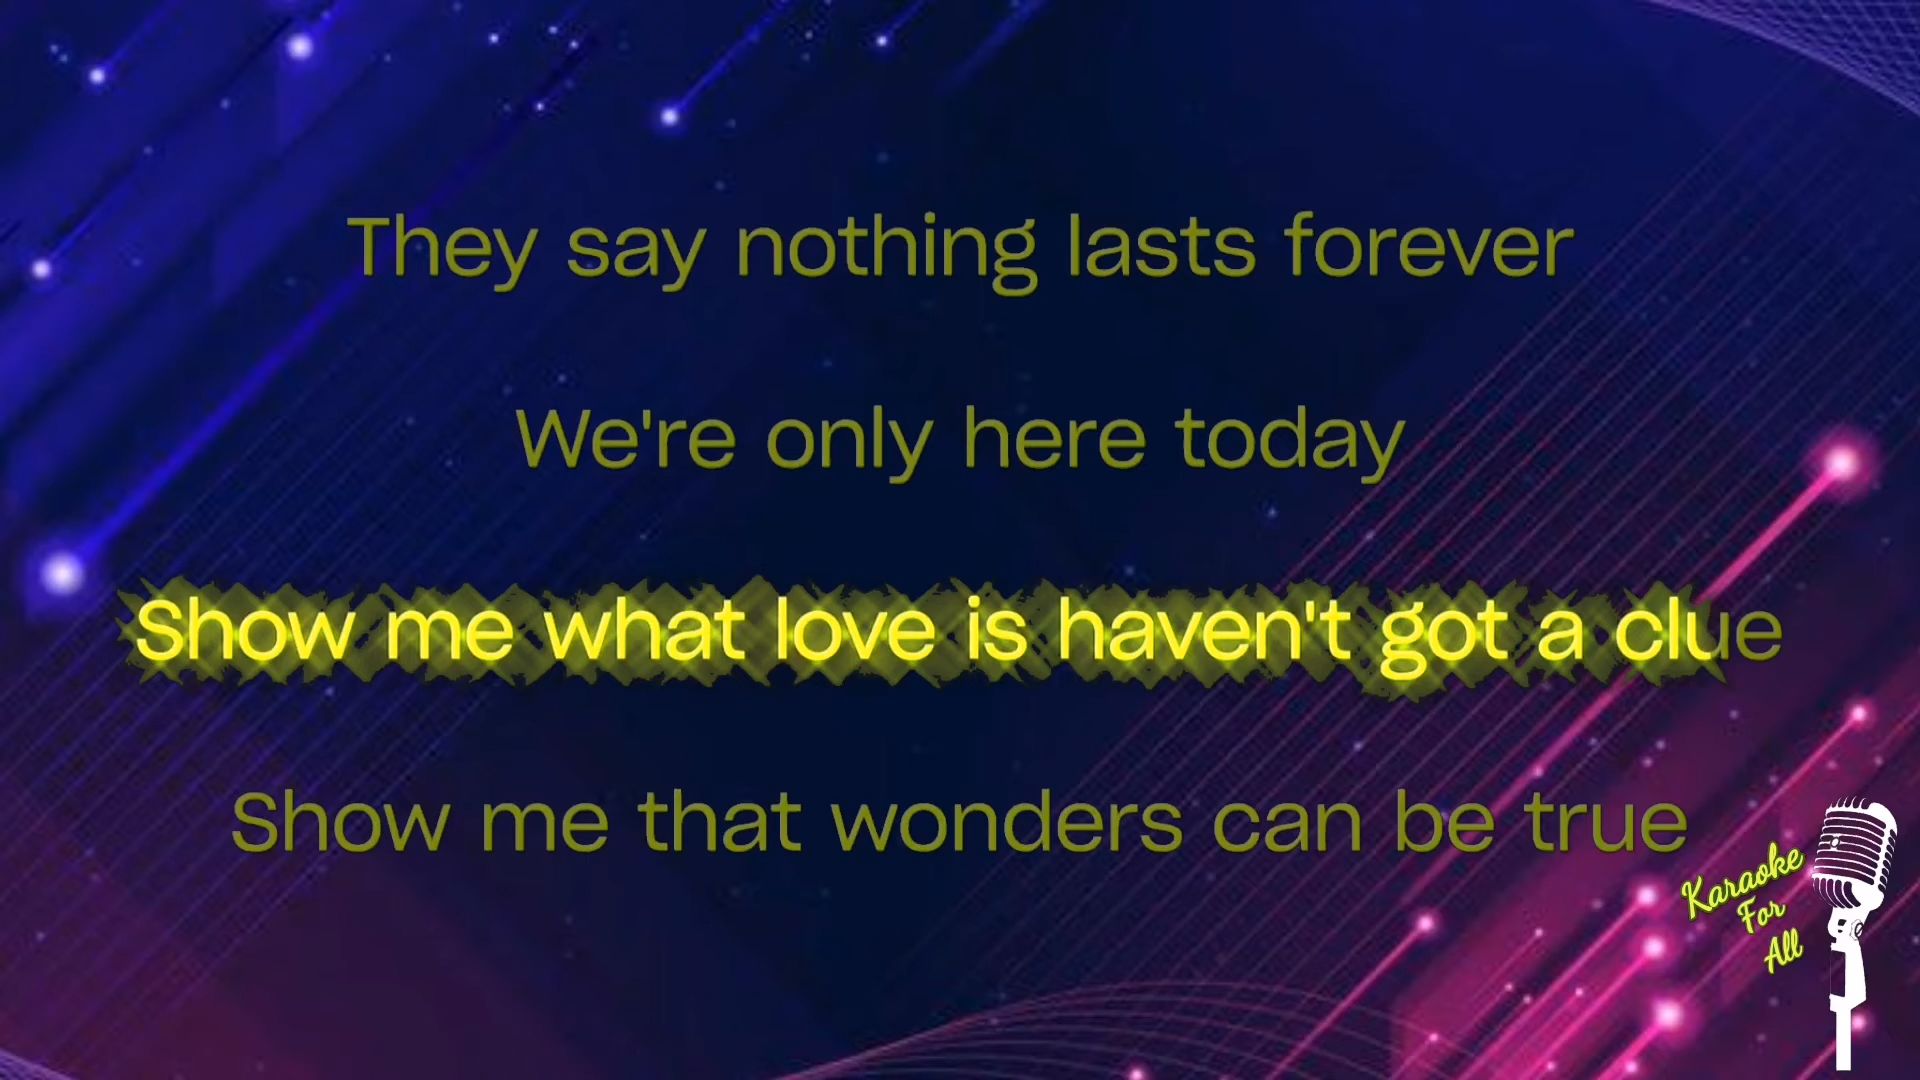 They say nothing lasts forever
We're only here today
Show me what love is haven't got a clue
Show me that wonders can be true
Karaoke
For
All